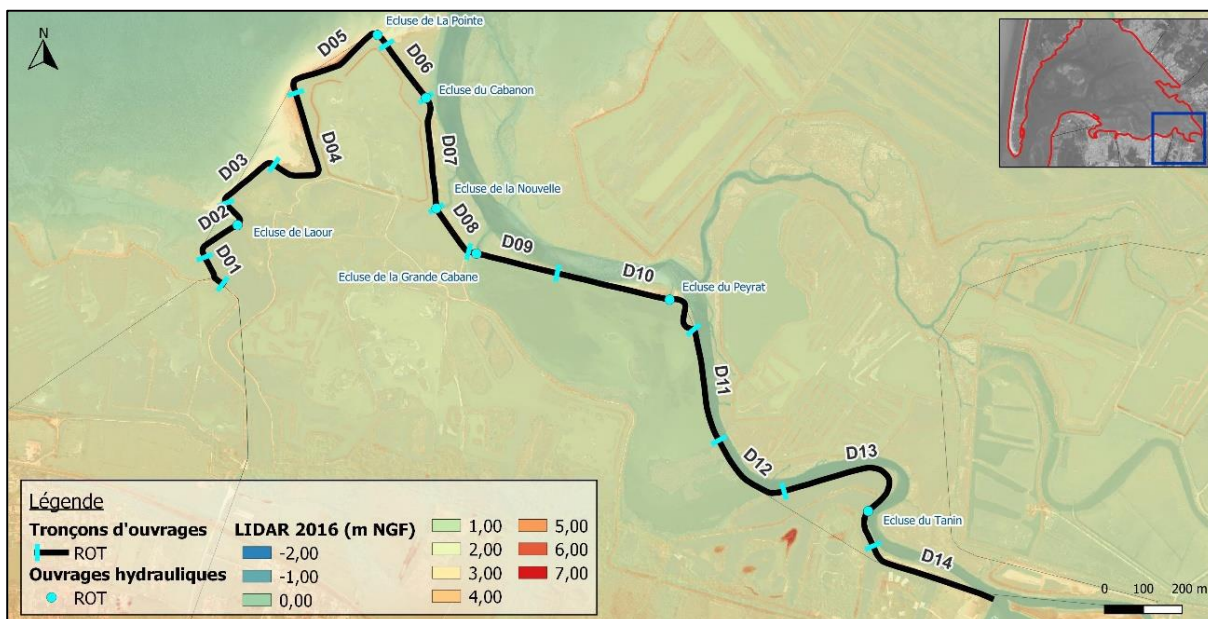 N
Ecluse de La Pointe
D05
D06
Ecluse du Cabanon
D04
D07
D03
Ecluse de la Nouvelle
D02
Ecluse de Laour
D08
D01
D09
Ecluse de la Grande Cabane
D10
Ecluse du Peyrat
D11
D12
D13
Ecluse du Tanin
D14
Légende
Tronçons d'ouvrages
ROT
Ouvrages hydrauliques
ROT
LIDAR 2016 (m NGF)
-2,00
-1,00
0,00
1,00
2,00
3,00
4,00
5,00
6,00
7,00
0 100 200 m